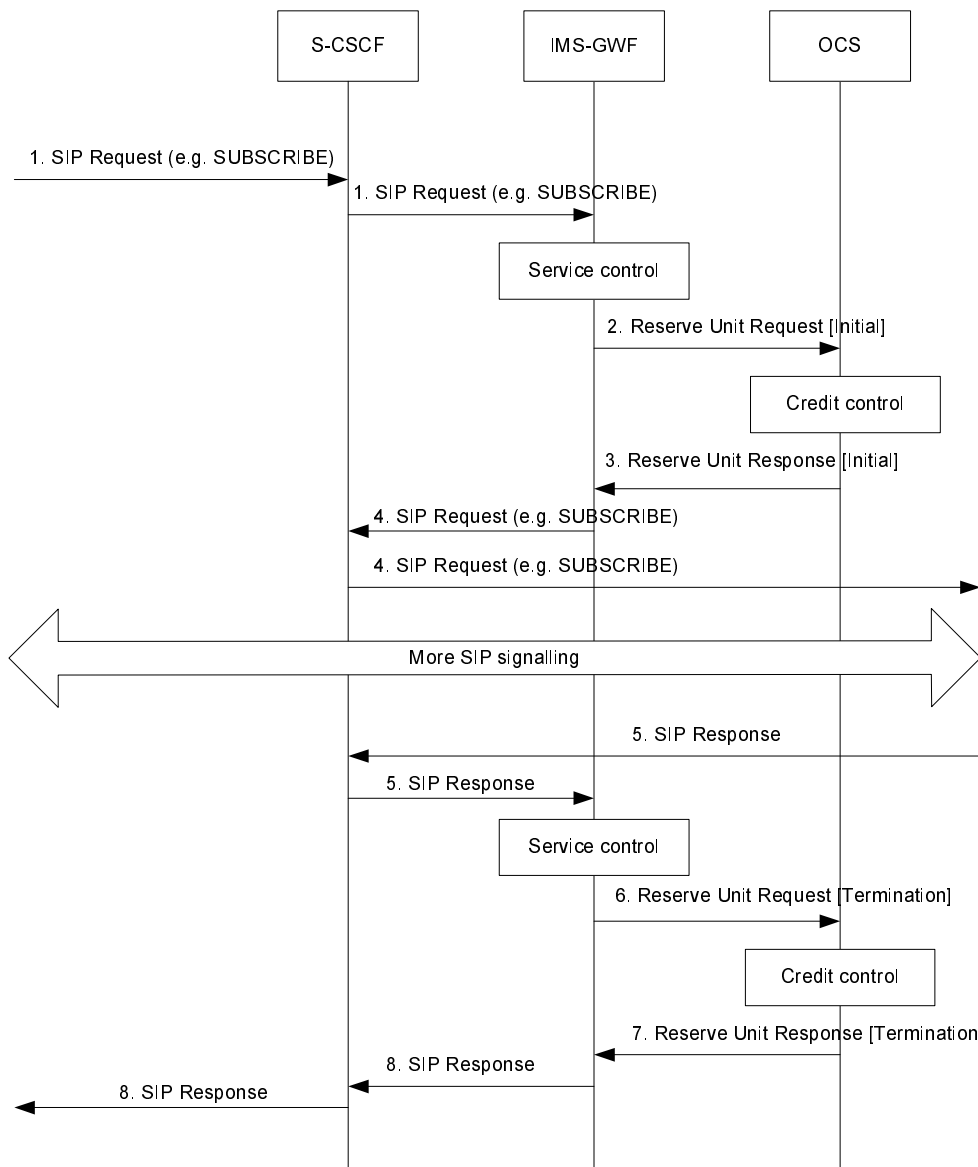 S-CSCF
IMS-GWF
OCS
1. SIP Request (e.g. SUBSCRIBE)
1. SIP Request (e.g. SUBSCRIBE)
Service control
2. Reserve Unit Request [Initial]
Credit control
3. Reserve Unit Response [Initial]
4. SIP Request (e.g. SUBSCRIBE)
4. SIP Request (e.g. SUBSCRIBE)
More SIP signalling
5. SIP Response
5. SIP Response
Service control
6. Reserve Unit Request [Termination]
Credit control
7. Reserve Unit Response [Termination
8. SIP Response
8. SIP Response